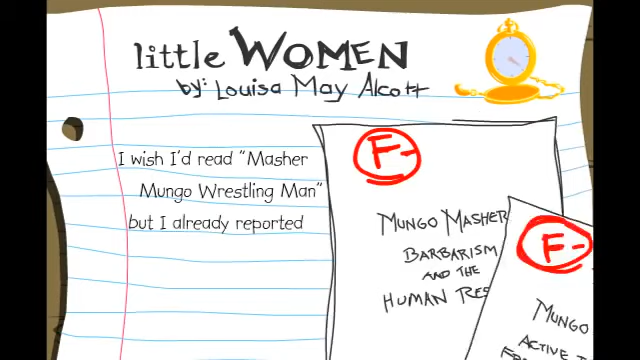 little WOMEN
by: Louisa May Alcott
I wish I'd read "Masher
Mungo Wrestling Man"
but I already reported
F-
MUNGO MASHER
BARBARISM
AND THE
HUMAN
F-
MUNGO
ACTIVE